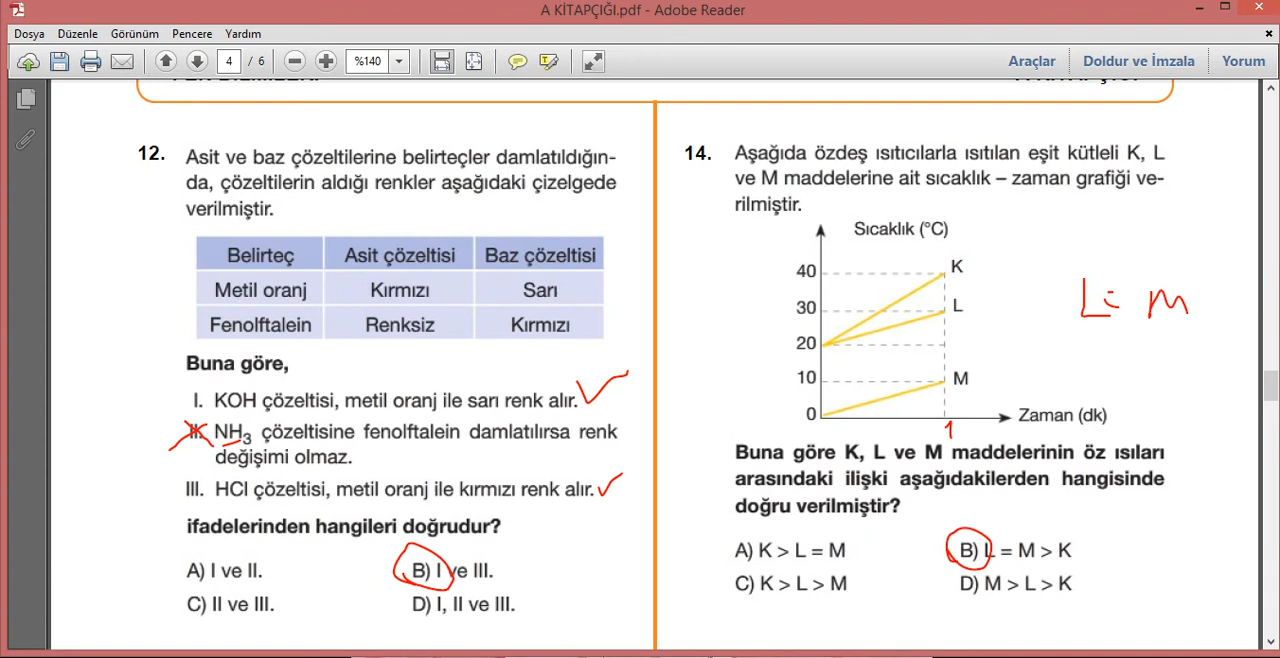 A KİTAPÇIĞI.pdf - Adobe Reader
Dosya Düzenle Görünüm Pencere Yardım
4 / 6 %140 Araçlar Doldur ve İmzala Yorum
12. Asit ve baz çözeltilerine belirteçler damlatıldığın-
da, çözeltilerin aldığı renkler aşağıdaki çizelgede
verilmiştir.
Belirteç Asit çözeltisi Baz çözeltisi
Metil oranj Kırmızı Sarı
Fenolftalein Renksiz Kırmızı
Buna göre,
I. KOH çözeltisi, metil oranj ile sarı renk alır.
II. NH3 çözeltisine fenolftalein damlatılırsa renk
değişimi olmaz.
III. HCl çözeltisi, metil oranj ile kırmızı renk alır.
ifadelerinden hangileri doğrudur?
A) I ve II. B) I ve III.
C) II ve III. D) I, II ve III.
14. Aşağıda özdeş ısıtıcılarla ısıtılan eşit kütleli K, L
ve M maddelerine ait sıcaklık – zaman grafiği ve-
rilmiştir.
Sıcaklık (°C)
40 K
30 L
20
10 M
0 Zaman (dk)
1
L = M
Buna göre K, L ve M maddelerinin öz ısıları
arasındaki ilişki aşağıdakilerden hangisinde
doğru verilmiştir?
A) K > L = M B) L = M > K
C) K > L > M D) M > L > K